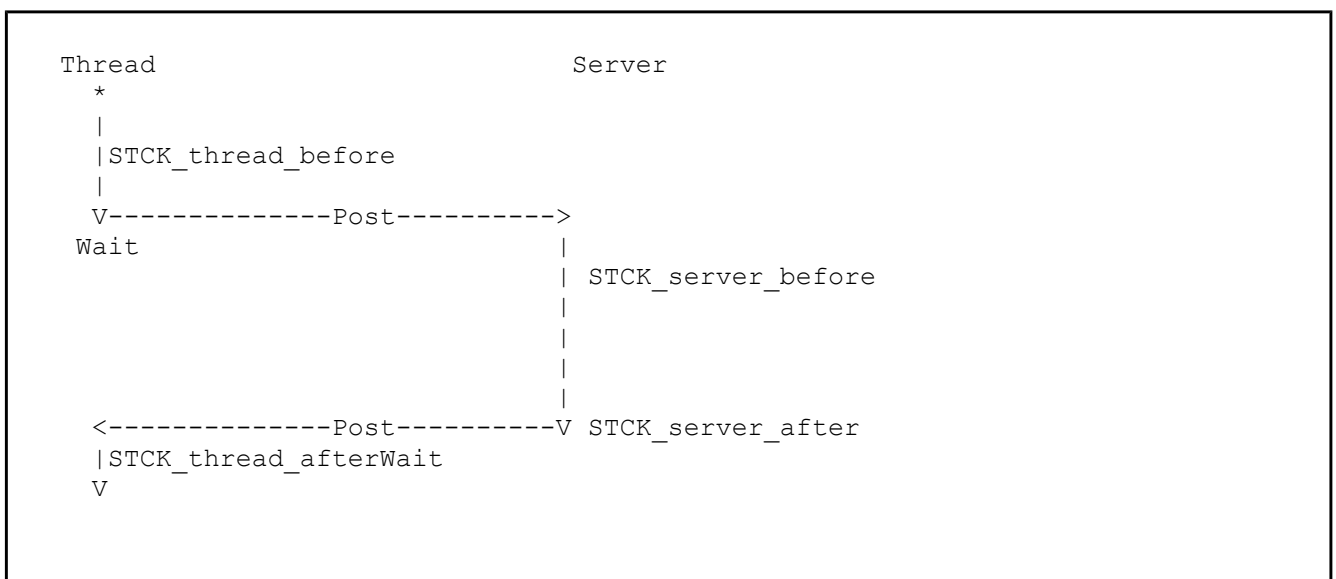 Thread                          Server
  *
  |
  |STCK_thread_before
  |
  V--------------Post---------->
 Wait                          |
                               | STCK_server_before
                               |
                               |
                               |
                               |
  <--------------Post----------V STCK_server_after
  |STCK_thread_afterWait
  V